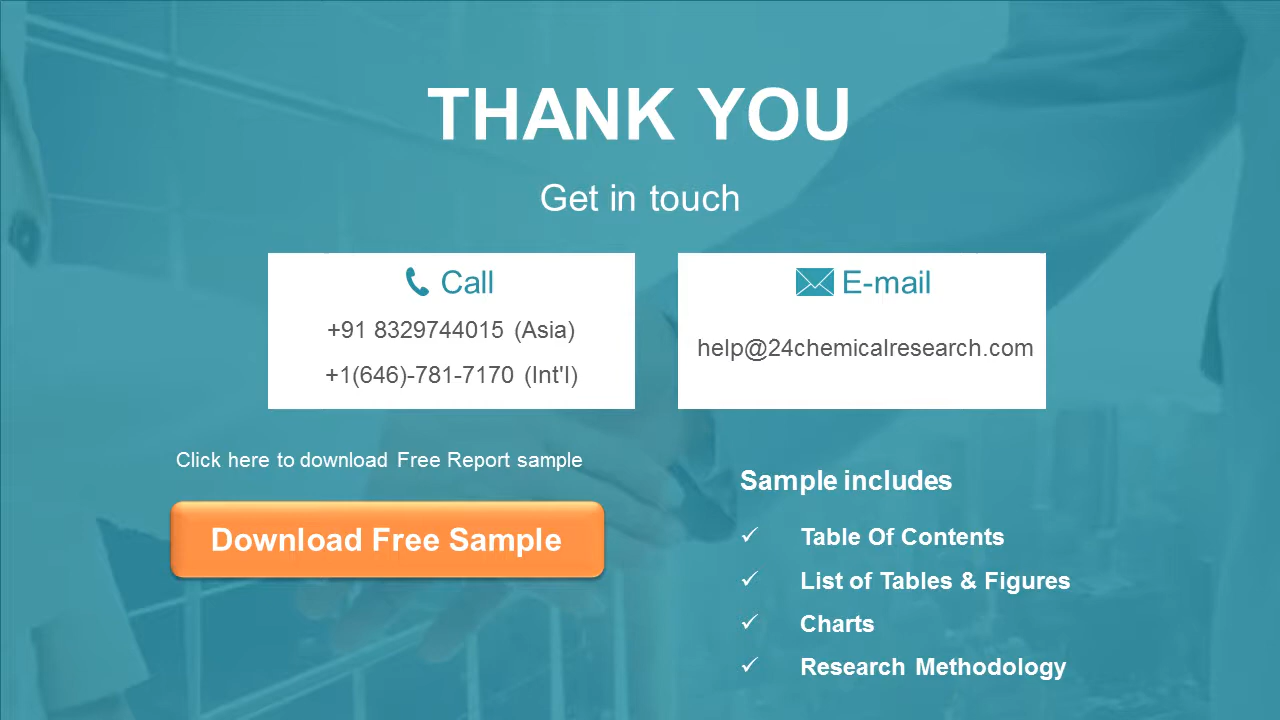 THANK YOU
Get in touch
Call
+91 8329744015 (Asia)
+1(646)-781-7170 (Int'l)
E-mail
help@24chemicalresearch.com
Click here to download Free Report sample
Download Free Sample
Sample includes
✓ Table Of Contents
✓ List of Tables & Figures
✓ Charts
✓ Research Methodology